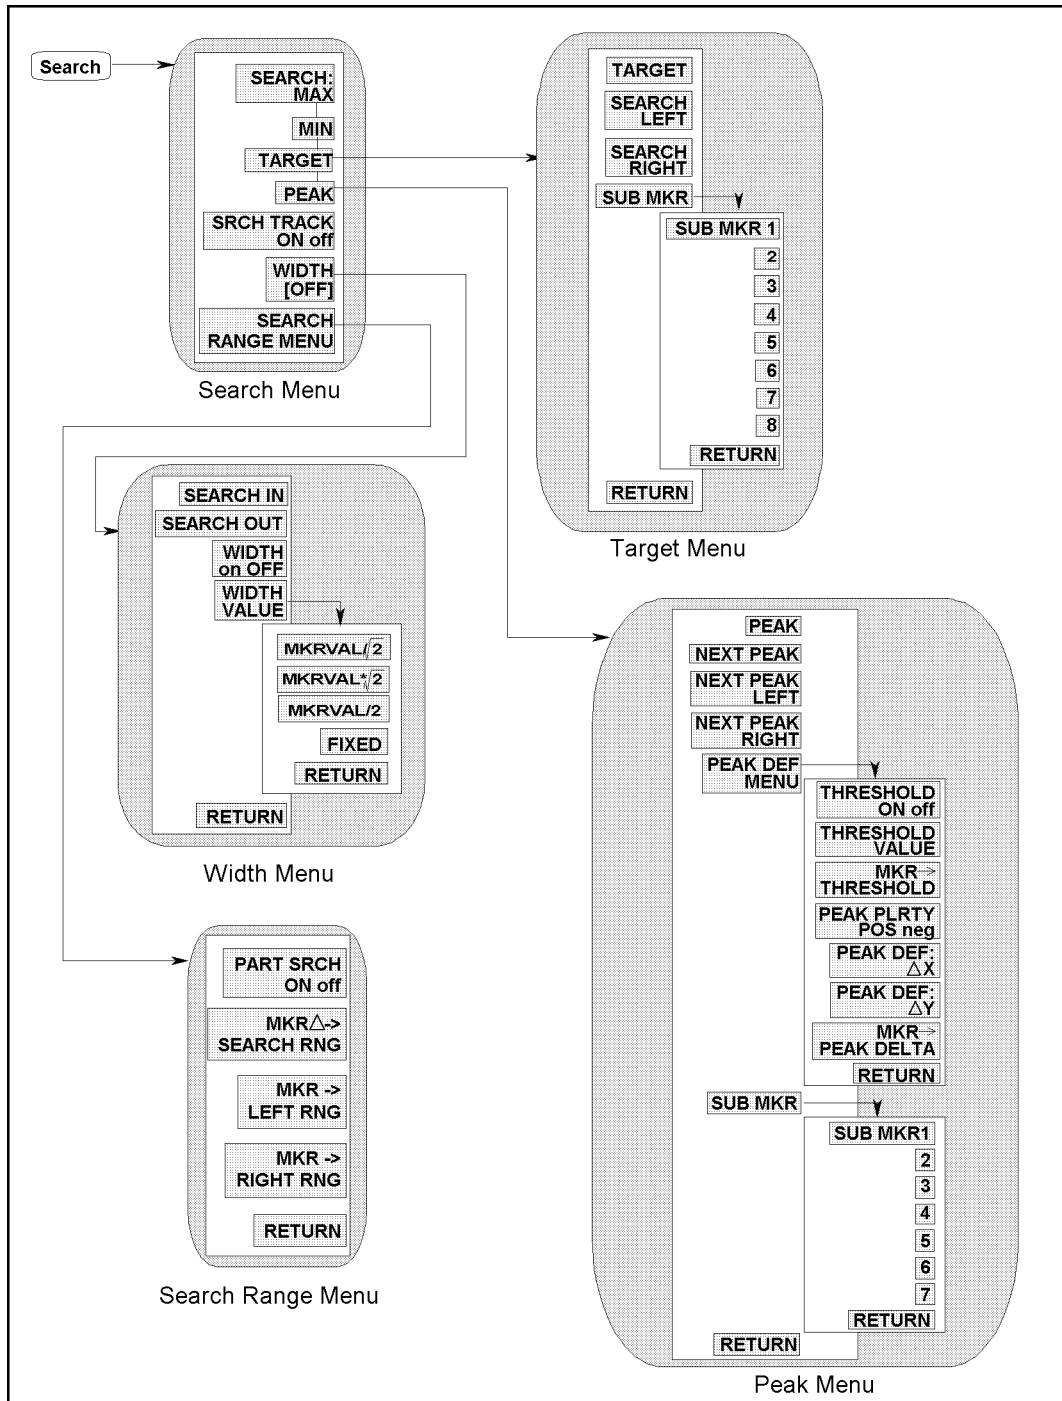 Search
SEARCH:
MAX
MIN
TARGET
PEAK
SRCH TRACK
ON off
WIDTH
[OFF]
SEARCH
RANGE MENU
Search Menu
TARGET
SEARCH
LEFT
SEARCH
RIGHT
SUB MKR
SUB MKR 1
2
3
4
5
6
7
8
RETURN
RETURN
Target Menu
SEARCH IN
SEARCH OUT
WIDTH
on OFF
WIDTH
VALUE
MKRVAL/√2
MKRVAL*√2
MKRVAL/2
FIXED
RETURN
RETURN
Width Menu
PEAK
NEXT PEAK
NEXT PEAK
LEFT
NEXT PEAK
RIGHT
PEAK DEF
MENU
THRESHOLD
ON off
THRESHOLD
VALUE
MKR→
THRESHOLD
PEAK PLRTY
POS neg
PEAK DEF:
△X
PEAK DEF:
△Y
MKR→
PEAK DELTA
RETURN
SUB MKR
SUB MKR1
2
3
4
5
6
7
RETURN
RETURN
Peak Menu
PART SRCH
ON off
MKR△->
SEARCH RNG
MKR ->
LEFT RNG
MKR ->
RIGHT RNG
RETURN
Search Range Menu